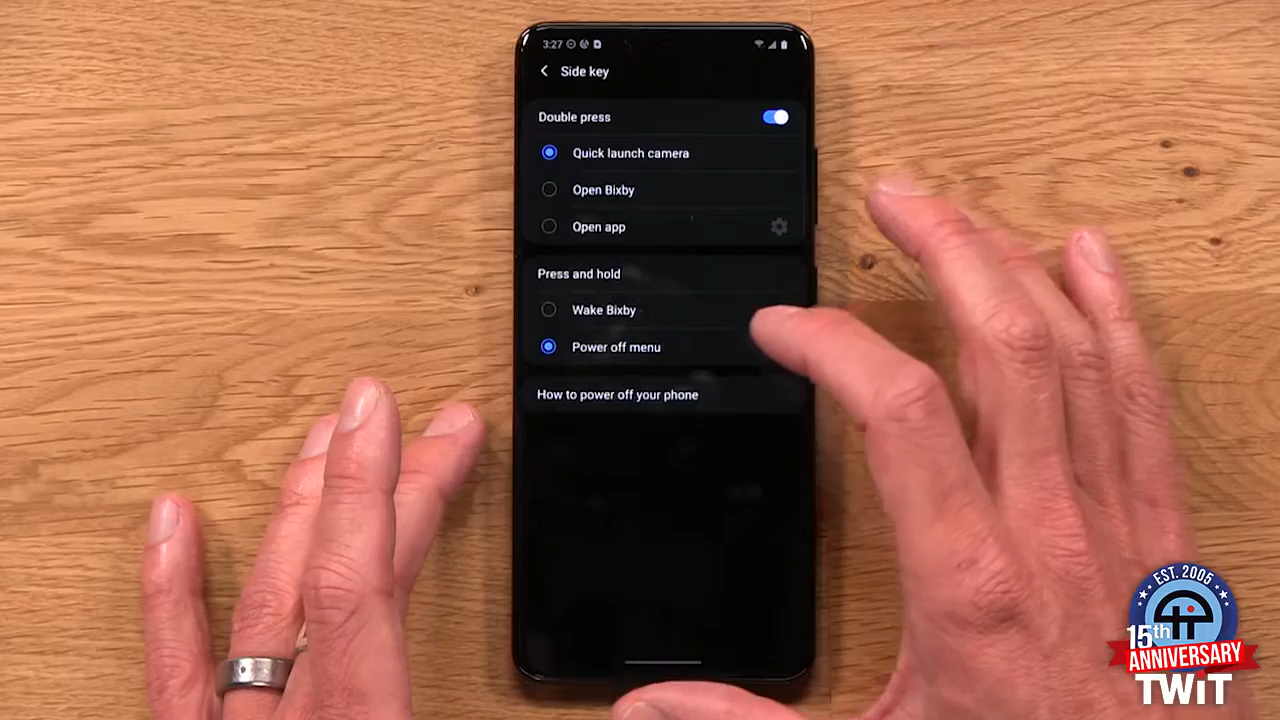 3:27
Side key
Double press
Quick launch camera
Open Bixby
Open app
Press and hold
Wake Bixby
Power off menu
How to power off your phone
EST. 2005
15th
ANNIVERSARY
TWiT